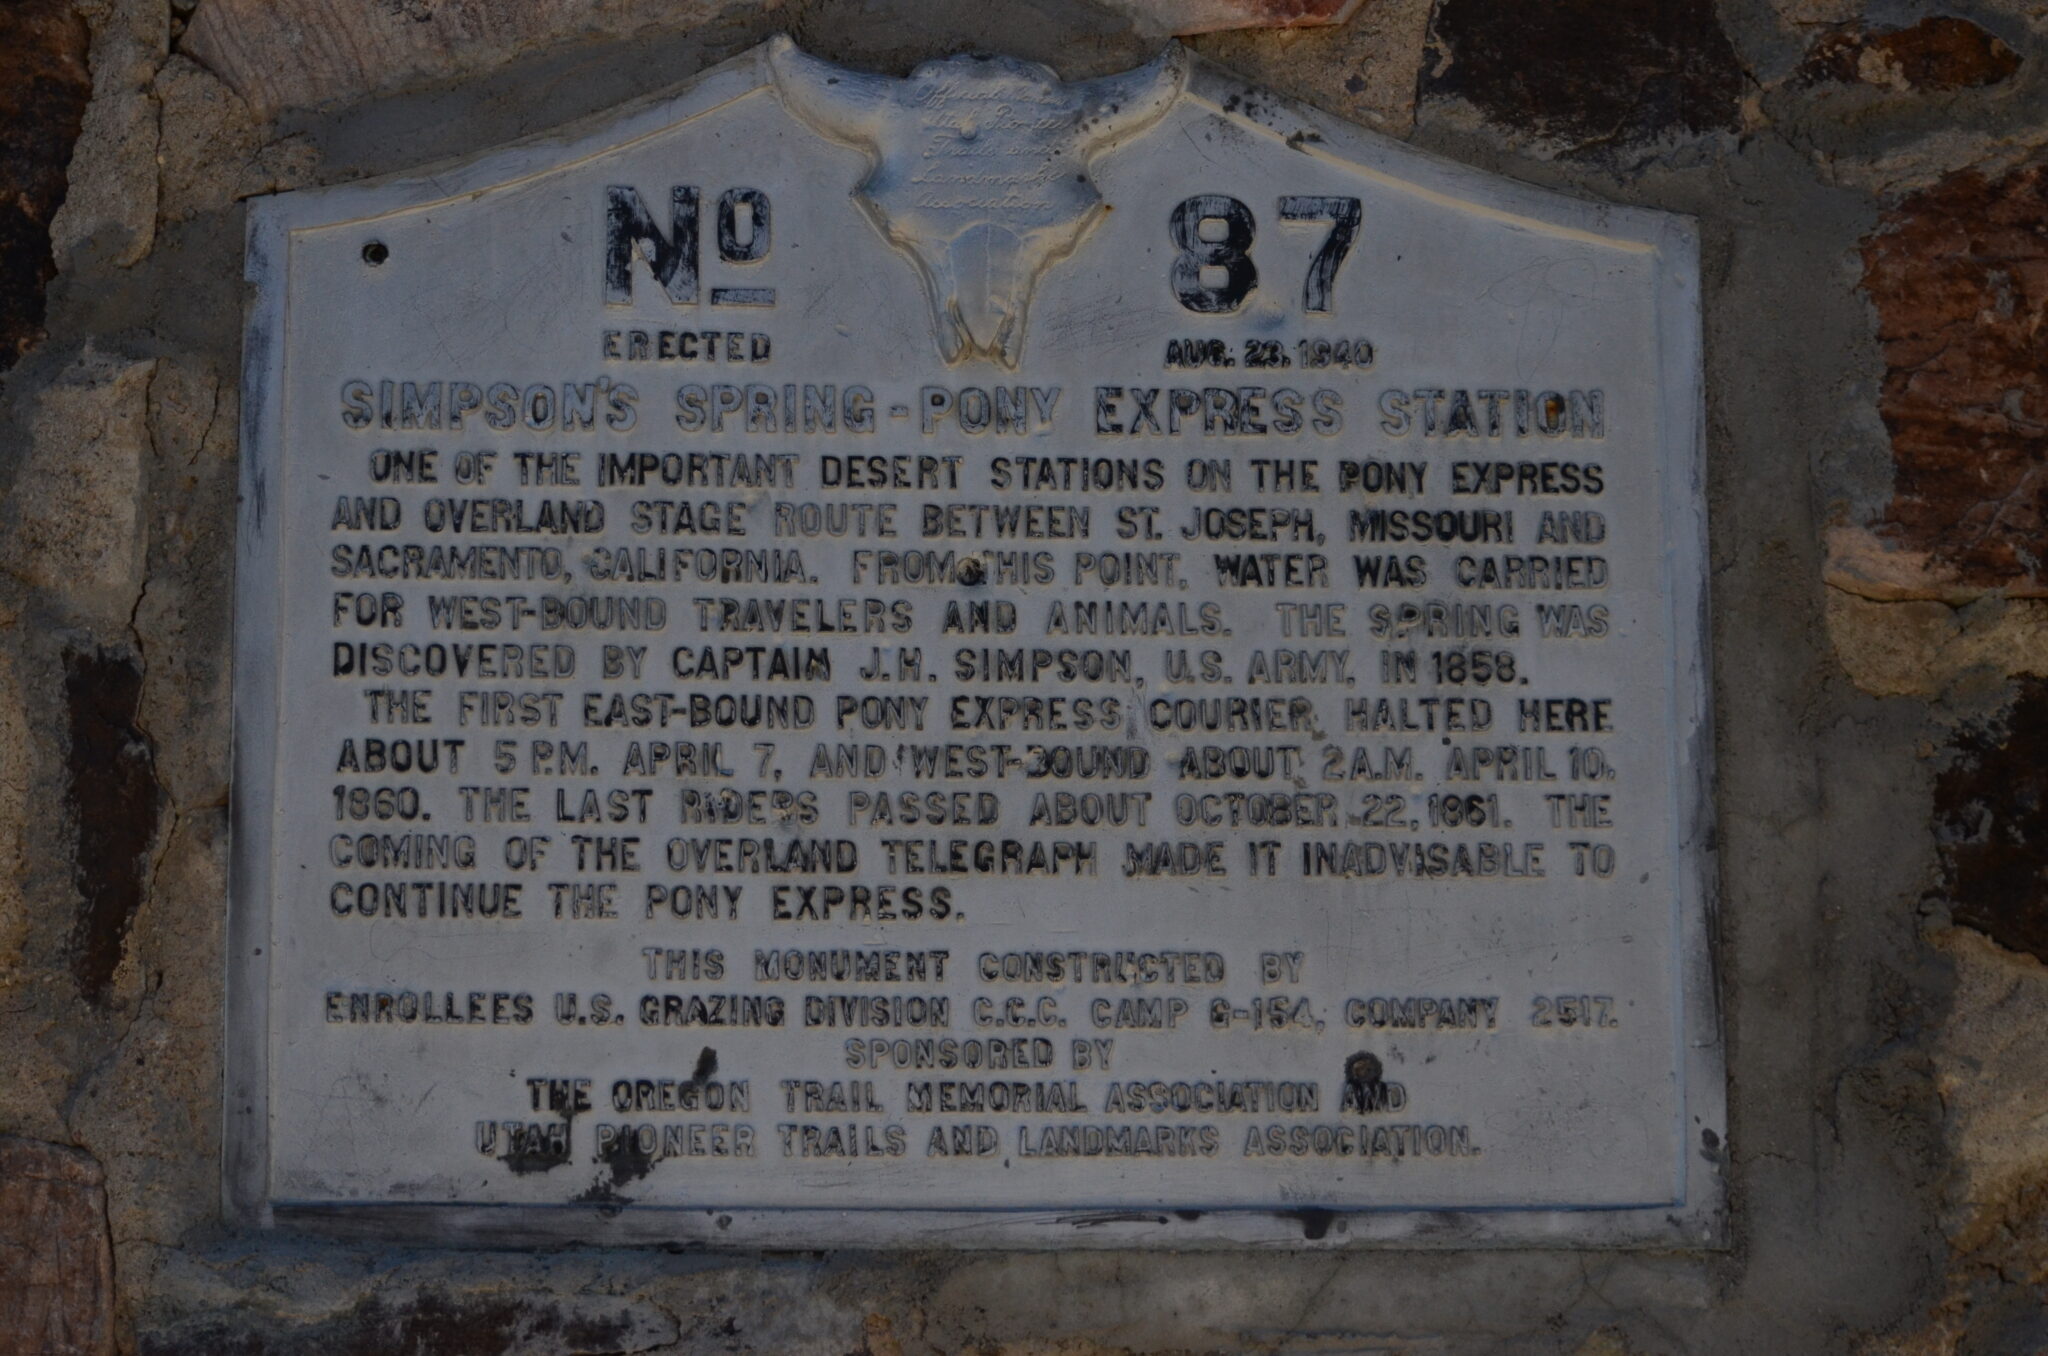 Utah Pioneer
Trails and
Landmarks
Association
No 87
ERECTED AUG. 23. 1940
SIMPSON'S SPRING-PONY EXPRESS STATION
ONE OF THE IMPORTANT DESERT STATIONS ON THE PONY EXPRESS
AND OVERLAND STAGE ROUTE BETWEEN ST. JOSEPH, MISSOURI AND
SACRAMENTO, CALIFORNIA. FROM THIS POINT, WATER WAS CARRIED
FOR WEST-BOUND TRAVELERS AND ANIMALS. THE SPRING WAS
DISCOVERED BY CAPTAIN J.H. SIMPSON, U.S. ARMY, IN 1858.
THE FIRST EAST-BOUND PONY EXPRESS COURIER HALTED HERE
ABOUT 5 P.M. APRIL 7, AND WEST-BOUND ABOUT 2 A.M. APRIL 10,
1860. THE LAST RIDERS PASSED ABOUT OCTOBER 22, 1861. THE
COMING OF THE OVERLAND TELEGRAPH MADE IT INADVISABLE TO
CONTINUE THE PONY EXPRESS.
THIS MONUMENT CONSTRUCTED BY
ENROLLEES U.S. GRAZING DIVISION C.C.C. CAMP G-154, COMPANY 2517.
SPONSORED BY
THE OREGON TRAIL MEMORIAL ASSOCIATION AND
UTAH PIONEER TRAILS AND LANDMARKS ASSOCIATION.